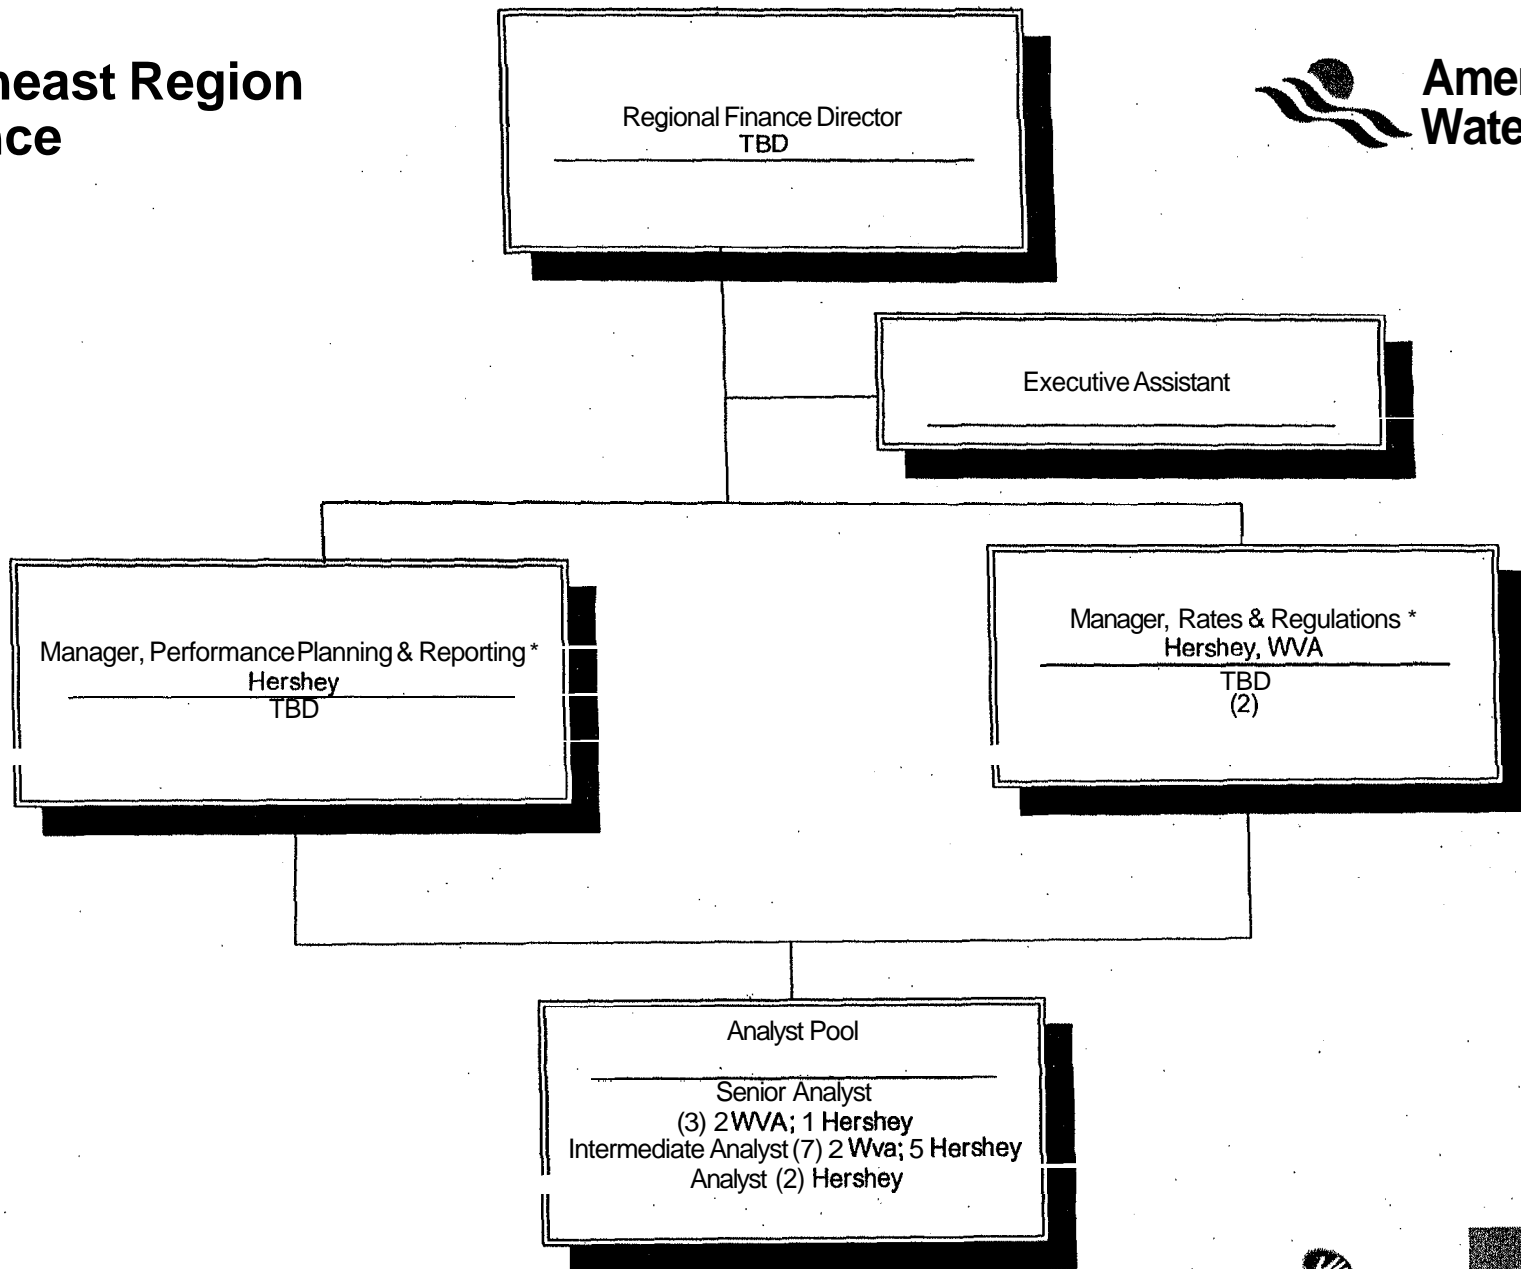 heast Region
nce
Amer
Wate
Regional Finance Director
TBD
Executive Assistant
Manager, Performance Planning & Reporting *
Hershey
TBD
Manager, Rates & Regulations *
Hershey, WVA
TBD
(2)
Analyst Pool
Senior Analyst
(3) 2 WVA; 1 Hershey
Intermediate Analyst (7) 2 Wva; 5 Hershey
Analyst (2) Hershey